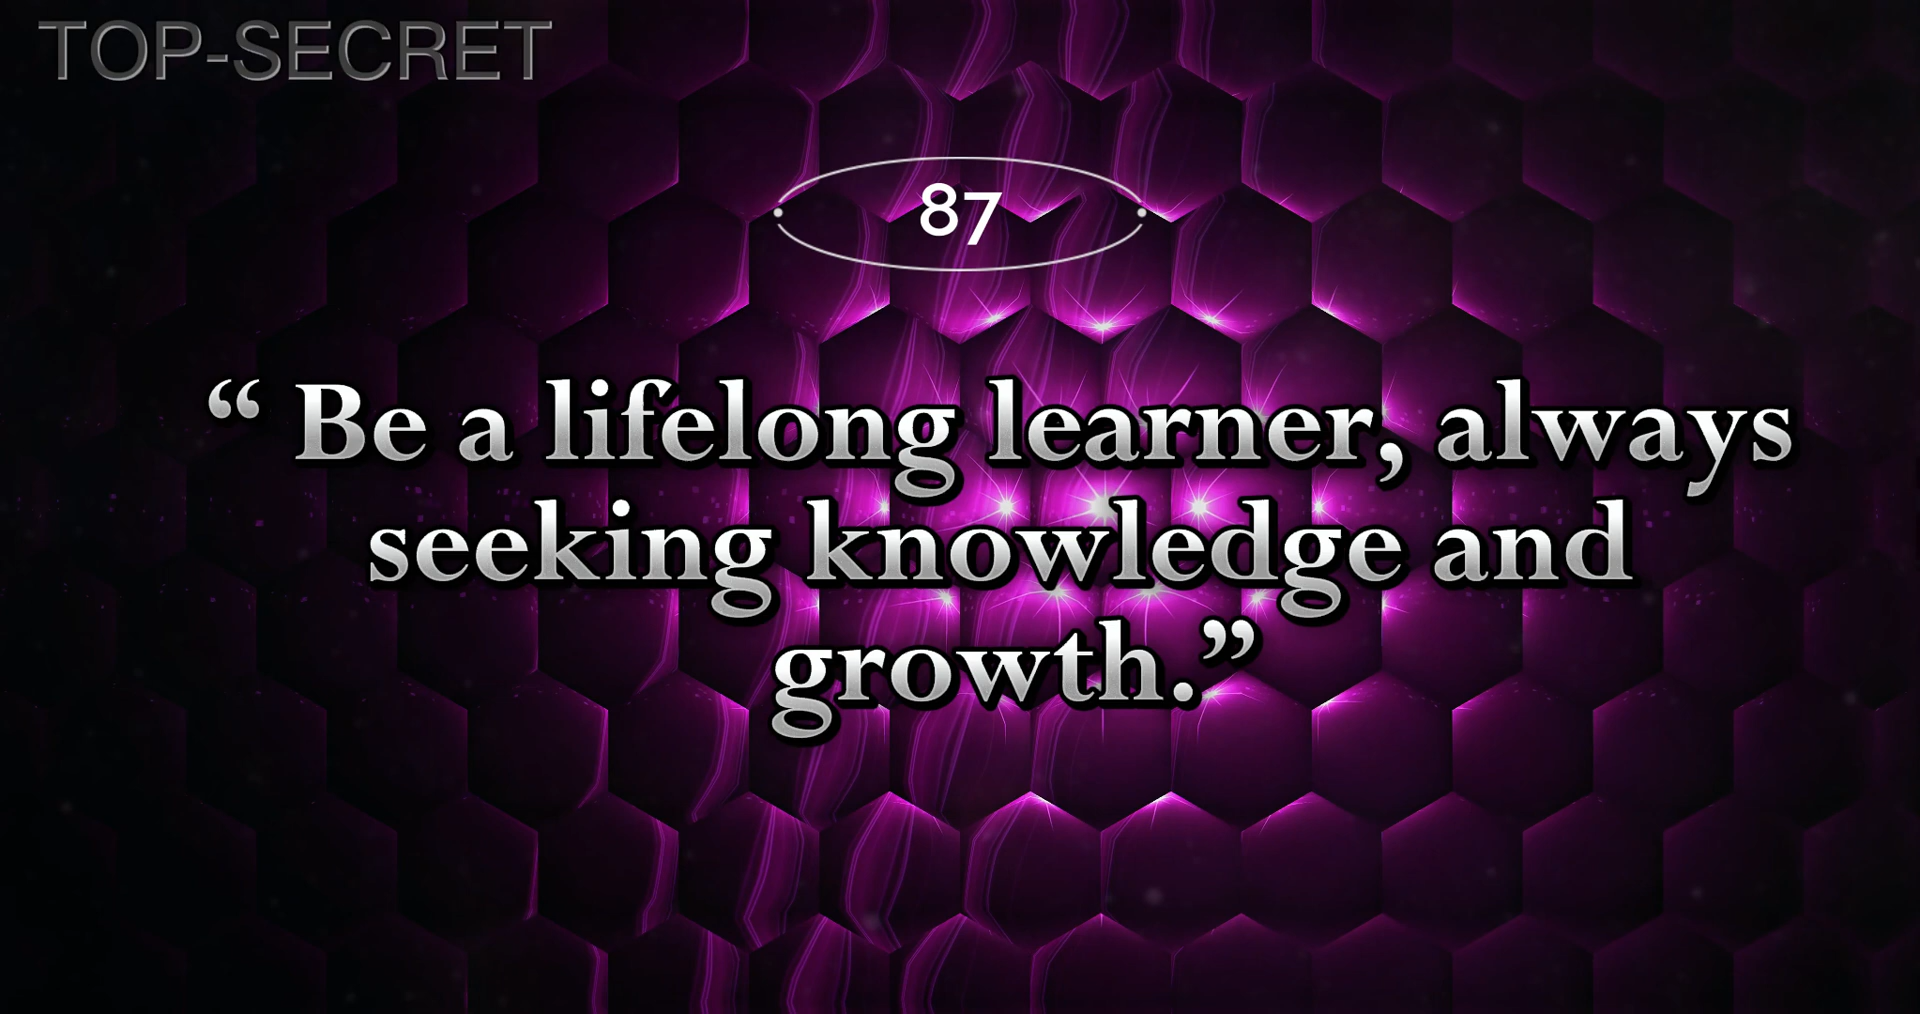 TOP-SECRET
87
“ Be a lifelong learner, always
seeking knowledge and
growth.”